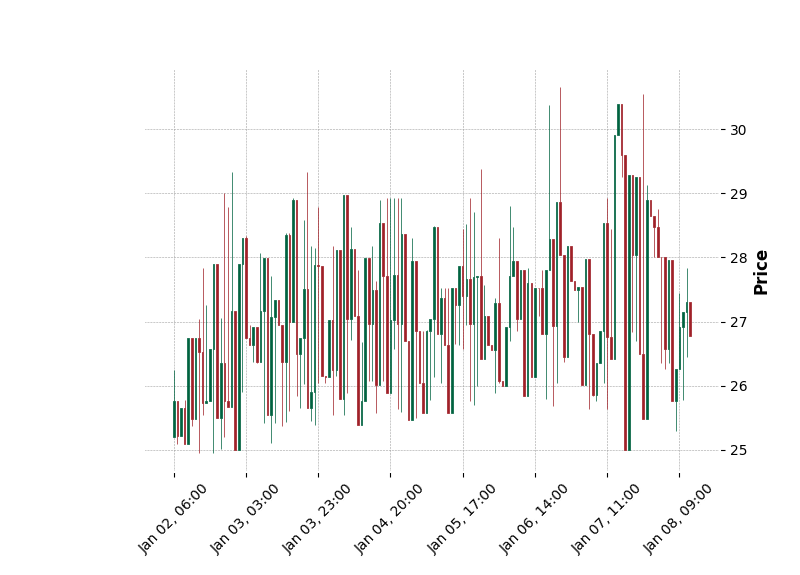 30
29
28
27
26
25
Price
Jan 02, 06:00
Jan 03, 03:00
Jan 03, 23:00
Jan 04, 20:00
Jan 05, 17:00
Jan 06, 14:00
Jan 07, 11:00
Jan 08, 09:00